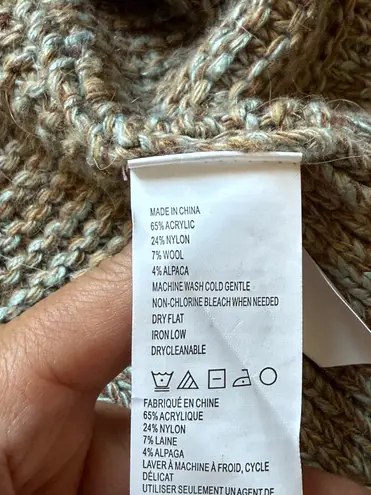 MADE IN CHINA
65% ACRYLIC
24% NYLON
7% WOOL
4% ALPACA
MACHINE WASH COLD GENTLE
NON-CHLORINE BLEACH WHEN NEEDED
DRY FLAT
IRON LOW
DRYCLEANABLE
FABRIQUÉ EN CHINE
65% ACRYLIQUE
24% NYLON
7% LAINE
4% ALPAGA
LAVER À MACHINE À FROID, CYCLE
DÉLICAT
UTILISER SEULEMENT UN AGENT DE